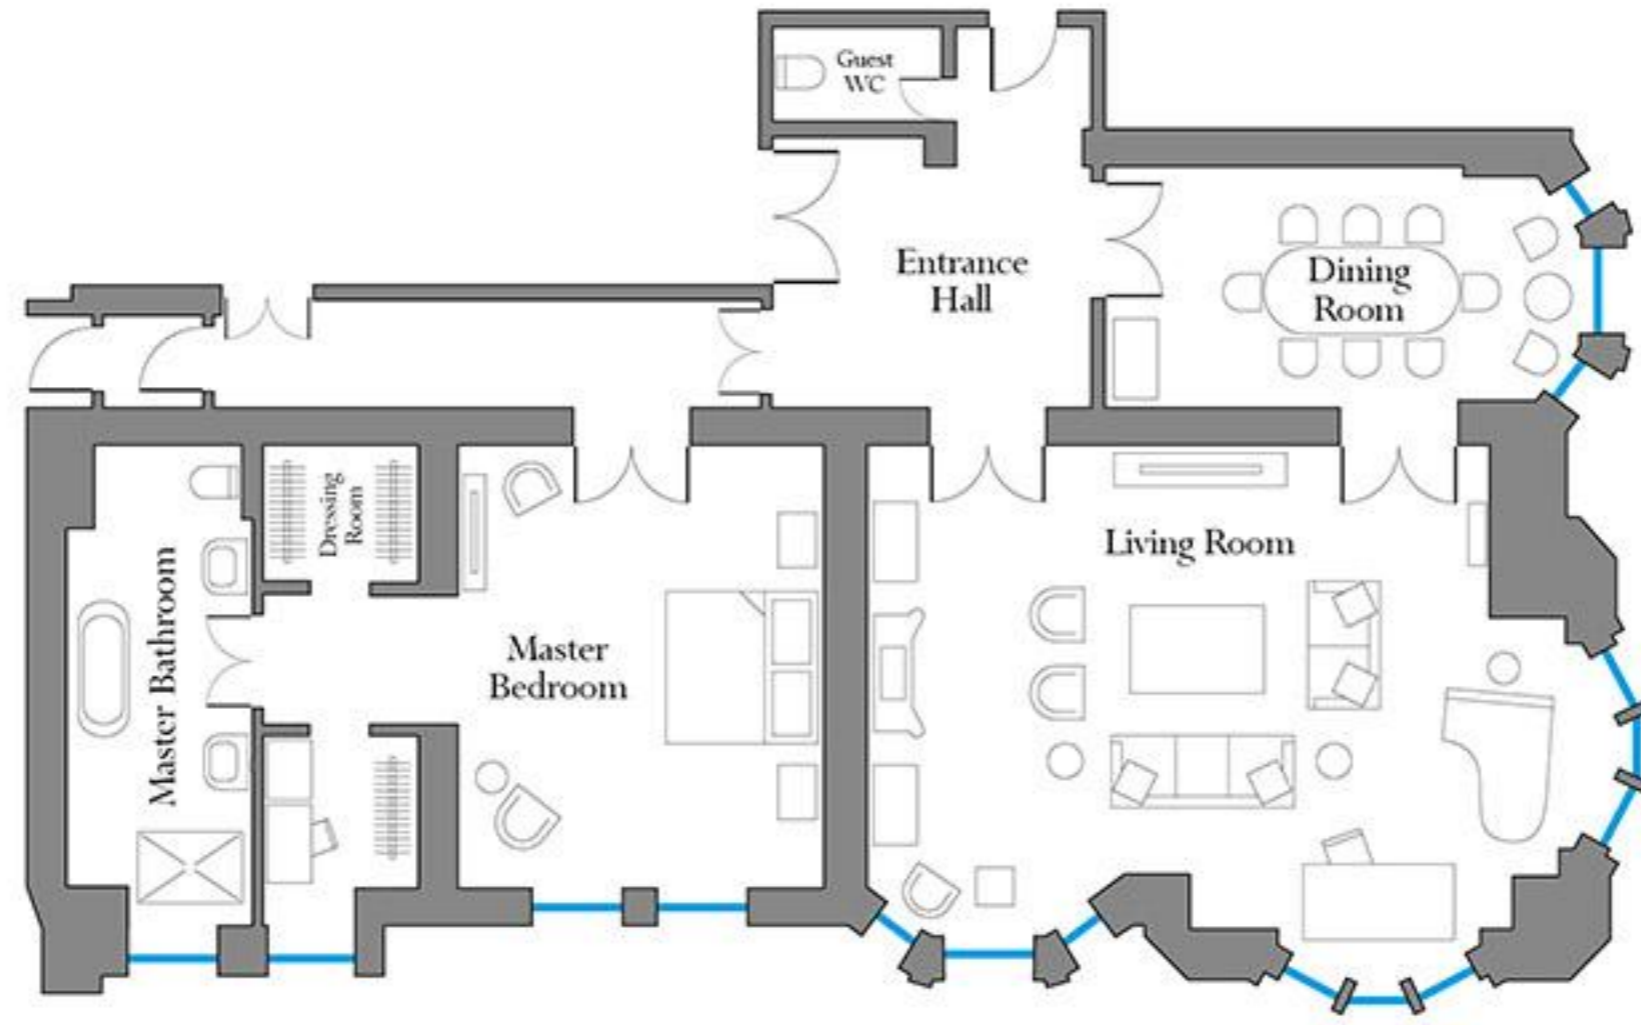 Guest
WC
Entrance
Hall
Dining
Room
Dressing
Room
Living Room
Master Bathroom
Master
Bedroom